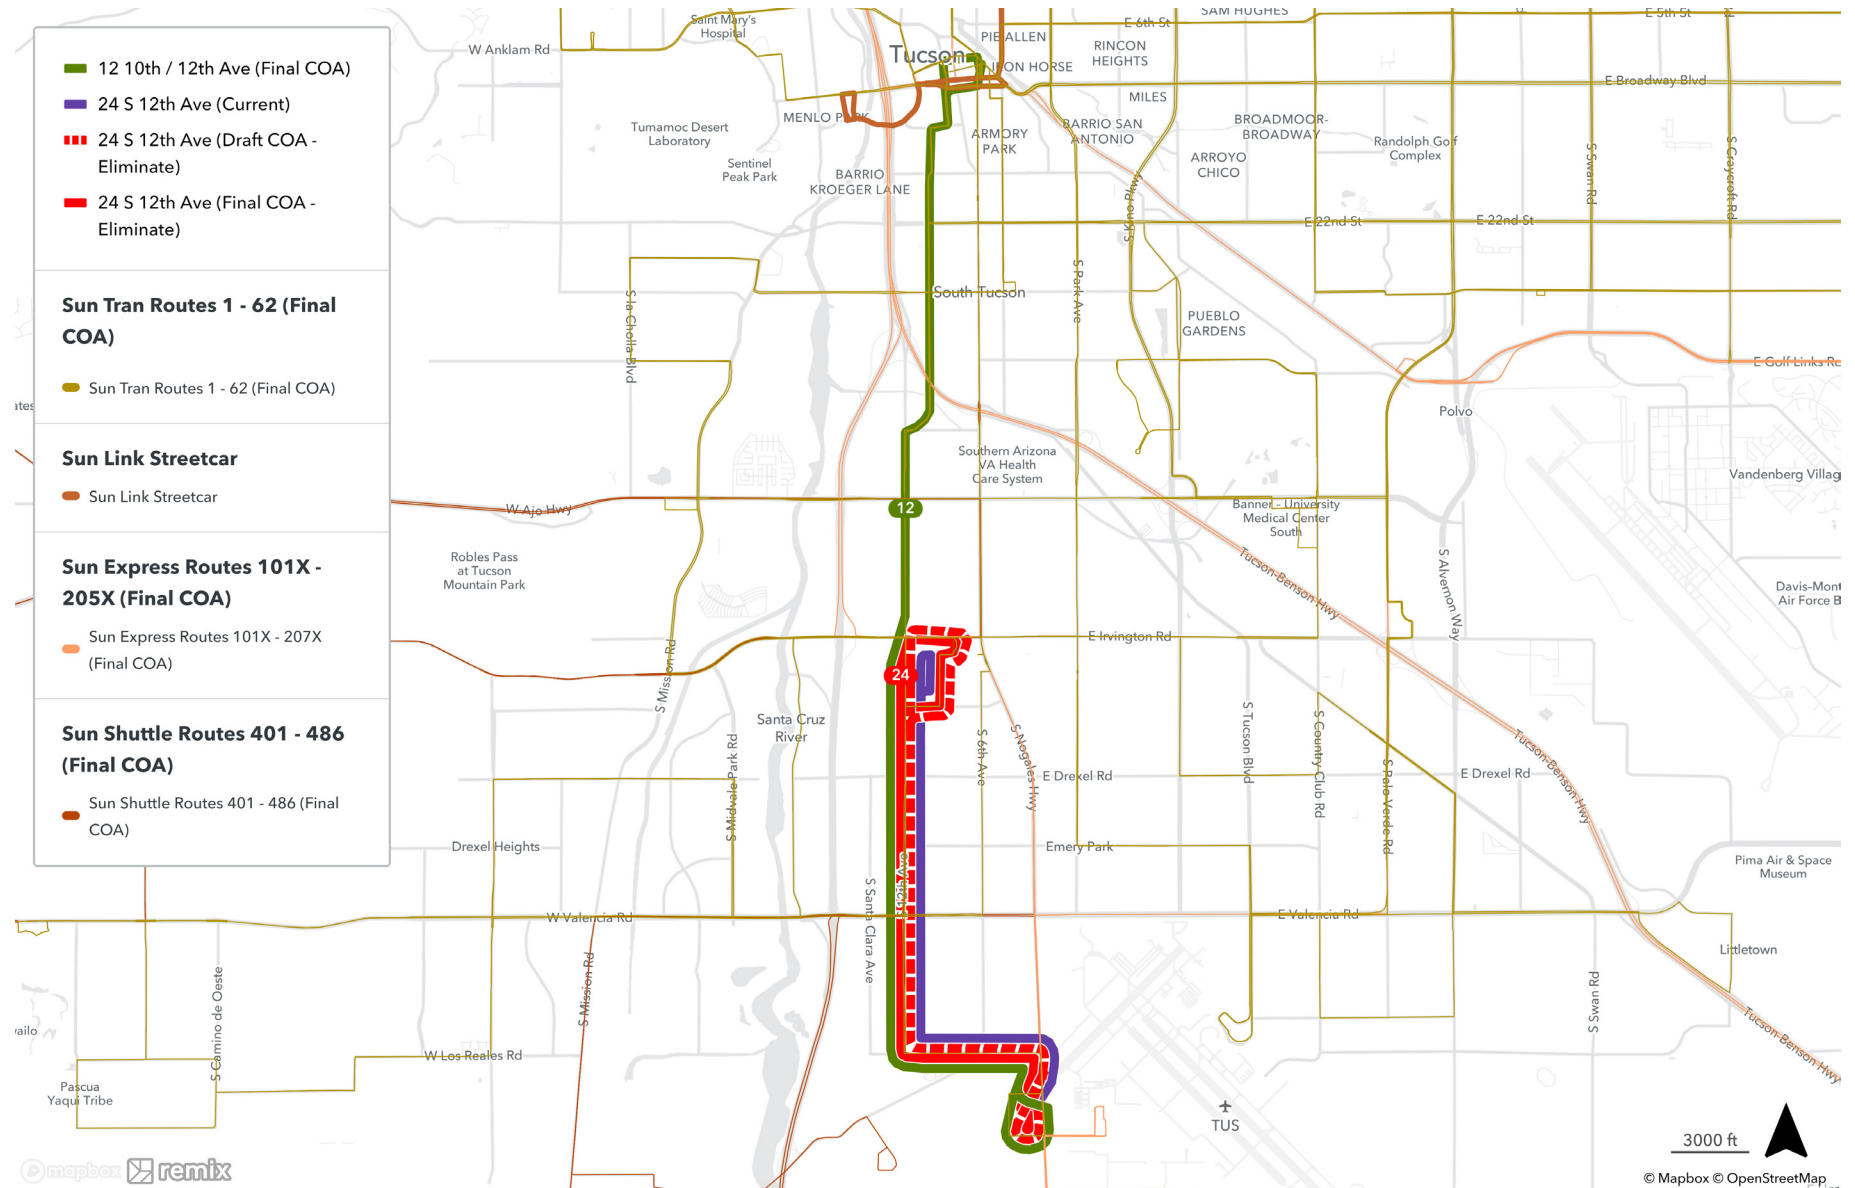 12 10th / 12th Ave (Final COA)
24 S 12th Ave (Current)
24 S 12th Ave (Draft COA -
Eliminate)
24 S 12th Ave (Final COA -
Eliminate)
Sun Tran Routes 1 - 62 (Final
COA)
Sun Tran Routes 1 - 62 (Final COA)
Sun Link Streetcar
Sun Link Streetcar
Sun Express Routes 101X -
205X (Final COA)
Sun Express Routes 101X - 207X
(Final COA)
Sun Shuttle Routes 401 - 486
(Final COA)
Sun Shuttle Routes 401 - 486 (Final
COA)
Saint Mary's
Hospital
W Anklam Rd
Tucson
PIE ALLEN
E 6th St
SAM HUGHES
E 5th St
RINCON
HEIGHTS
IRON HORSE
E Broadway Blvd
MILES
MENLO PARK
Tumamoc Desert
Laboratory
ARMORY
PARK
BARRIO SAN
ANTONIO
BROADMOOR-
BROADWAY
Randolph Golf
Complex
Sentinel
Peak Park
ARROYO
CHICO
BARRIO
KROEGER LANE
S Kino Pkwy
S Swan Rd
S Craycroft Rd
E 22nd St
E 22nd St
South Tucson
S Park Ave
S la Cholla Blvd
PUEBLO
GARDENS
E Golf Links Rd
Polvo
Southern Arizona
VA Health
Care System
Vandenberg Villag
W Ajo Hwy
12
Banner - University
Medical Center
South
Robles Pass
at Tucson
Mountain Park
Tucson-Benson Hwy
S Alvernon Way
Davis-Mont
Air Force B
E Irvington Rd
S Mission Rd
24
Santa Cruz
River
S Midvale Park Rd
S 6th Ave
S Nogales Hwy
S Tucson Blvd
S Country Club Rd
S Palo Verde Rd
Tucson-Benson Hwy
E Drexel Rd
E Drexel Rd
Drexel Heights
Emery Park
Pima Air & Space
Museum
S 12th Ave
S Santa Clara Ave
W Valencia Rd
E Valencia Rd
Littletown
S Camino de Oeste
S Mission Rd
S Swan Rd
Tucson-Benson Hwy
W Los Reales Rd
Pascua
Yaqui Tribe
TUS
3000 ft
mapbox
remix
© Mapbox © OpenStreetMap